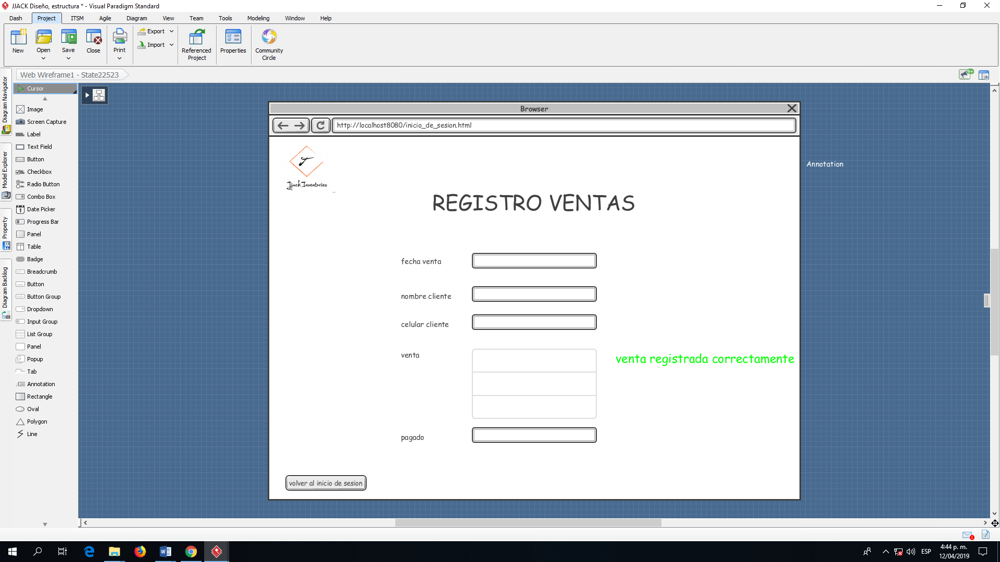 JJACK Diseño, estructura * - Visual Paradigm Standard
Dash Project ITSM Agile Diagram View Team Tools Modeling Window Help
New Open Save Close Print Export Import Referenced Project Properties Community Circle
Web Wireframe1 - State22523
9+
Diagram Navigator
Model Explorer
Property
Diagram Backlog
Cursor
Image
Screen Capture
Label
Text Field
Button
Checkbox
Radio Button
Combo Box
Date Picker
Progress Bar
Panel
Table
Badge
Breadcrumb
Button
Button Group
Dropdown
Input Group
List Group
Panel
Popup
Tab
Annotation
Rectangle
Oval
Polygon
Line
Browser
http://localhost8080/inicio_de_sesion.html
Jjack Inventories
Annotation
REGISTRO VENTAS
fecha venta
nombre cliente
celular cliente
venta
venta registrada correctamente
pagado
volver al inicio de sesion
ESP
4:44 p. m.
12/04/2019